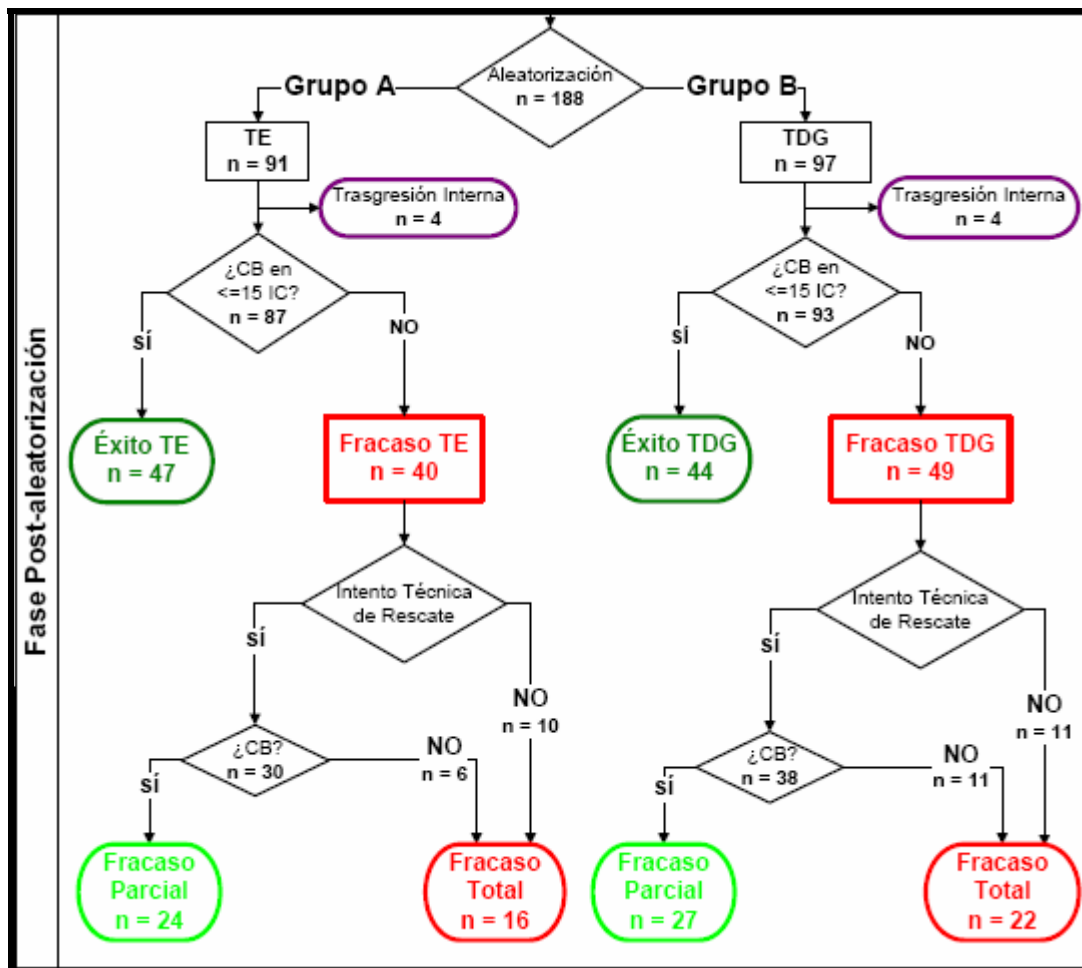 Fase Post-aleatorización
Aleatorización
n = 188
Grupo A
Grupo B
TE
n = 91
TDG
n = 97
Trasgresión Interna
n = 4
Trasgresión Interna
n = 4
¿CB en
<=15 IC?
n = 87
¿CB en
<=15 IC?
n = 93
SÍ
NO
SÍ
NO
Éxito TE
n = 47
Fracaso TE
n = 40
Éxito TDG
n = 44
Fracaso TDG
n = 49
Intento Técnica
de Rescate
Intento Técnica
de Rescate
SÍ
NO
n = 10
SÍ
NO
n = 11
¿CB?
n = 30
NO
n = 6
¿CB?
n = 38
NO
n = 11
SÍ
SÍ
Fracaso
Parcial
n = 24
Fracaso
Total
n = 16
Fracaso
Parcial
n = 27
Fracaso
Total
n = 22